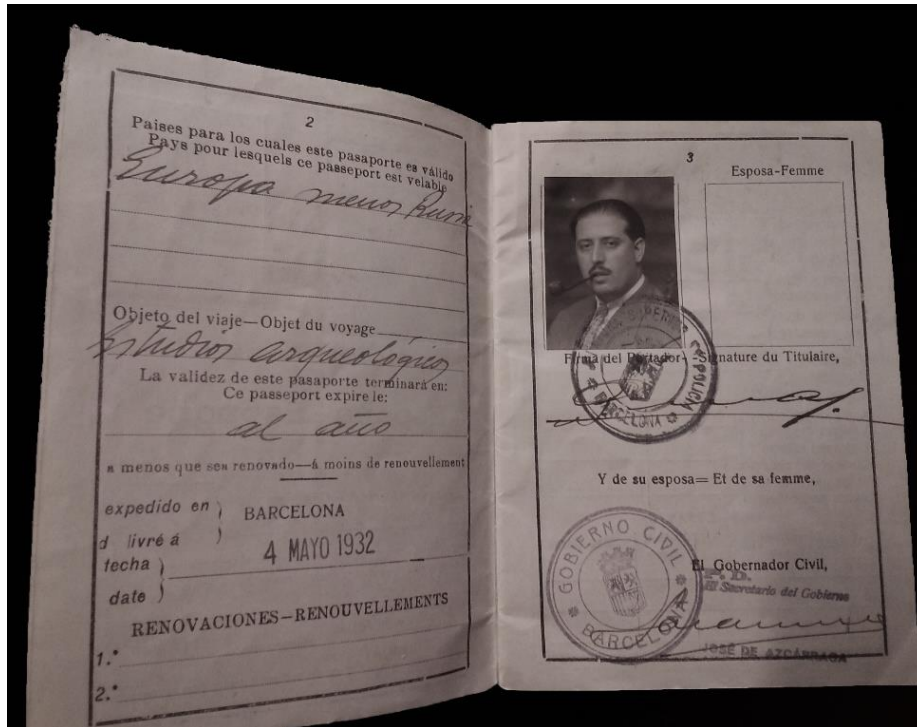 2
Paises para los cuales este pasaporte es válido
Pays pour lesquels ce passeport est velable
Europa menos Rusia
Objeto del viaje—Objet du voyage
Estudios arqueológicos
La validez de este pasaporte terminará en:
Ce passeport expire le:
al año
a menos que sea renovado—á moins de renouvellement
expedido en
BARCELONA
d livré á
fecha
4 MAYO 1932
date
RENOVACIONES-RENOUVELLEMENTS
1.°
2.°
3
Esposa-Femme
Firma del Portador- -Signature du Titulaire,
POLICIA
BARCELONA
Y de su esposa= Et de sa femme,
GOBIERNO CIVIL
BARCELONA
El Gobernador Civil,
P. D.
El Secretario del Gobierno
JOSÉ DE AZCÁRRAGA